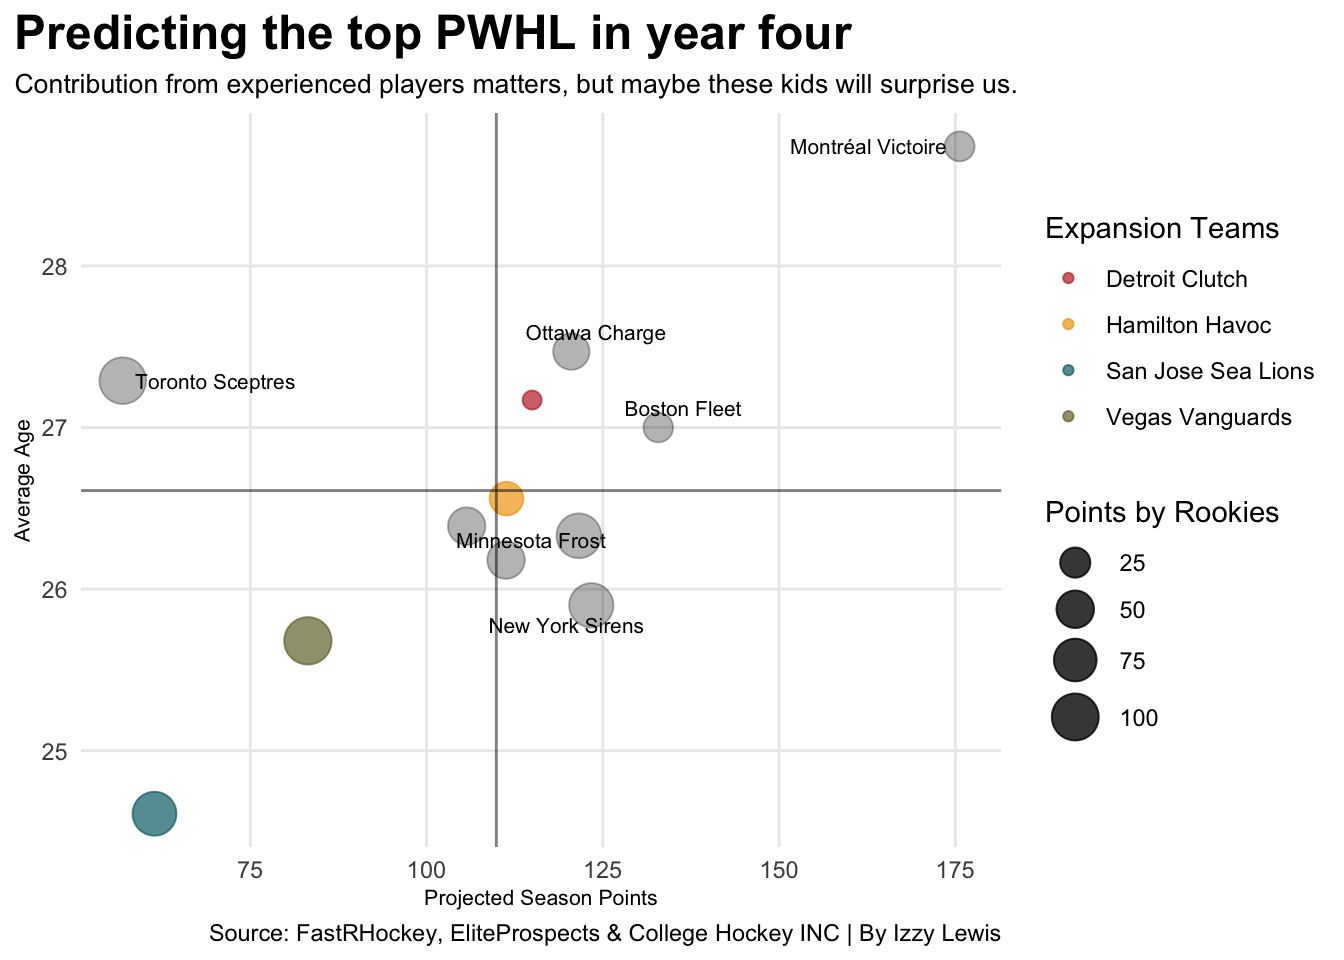 Predicting the top PWHL in year four
Contribution from experienced players matters, but maybe these kids will surprise us.
Montréal Victoire
Expansion Teams
Detroit Clutch
Hamilton Havoc
San Jose Sea Lions
Vegas Vanguards
28
Ottawa Charge
Toronto Sceptres
Boston Fleet
27
Average Age
Minnesota Frost
Points by Rookies
25
50
75
100
26
New York Sirens
25
75
100
125
150
175
Projected Season Points
Source: FastRHockey, EliteProspects & College Hockey INC | By Izzy Lewis